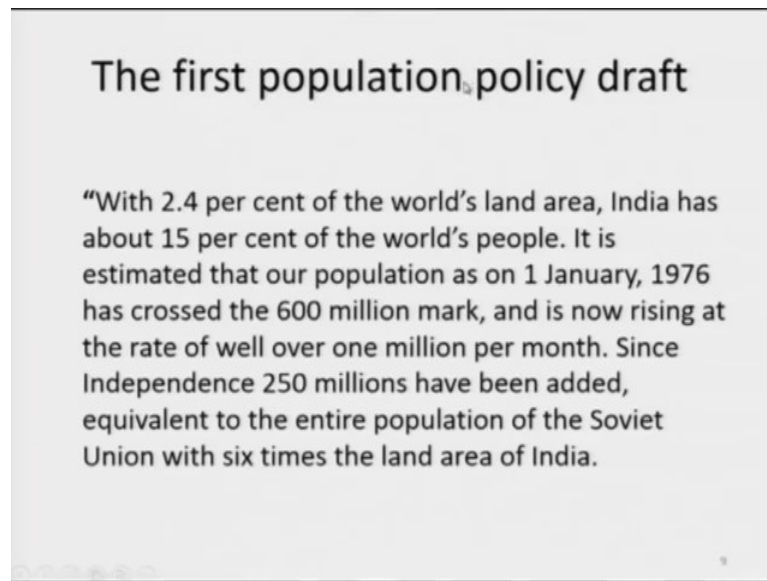 The first population policy draft
“With 2.4 per cent of the world’s land area, India has
about 15 per cent of the world’s people. It is
estimated that our population as on 1 January, 1976
has crossed the 600 million mark, and is now rising at
the rate of well over one million per month. Since
Independence 250 millions have been added,
equivalent to the entire population of the Soviet
Union with six times the land area of India.
9